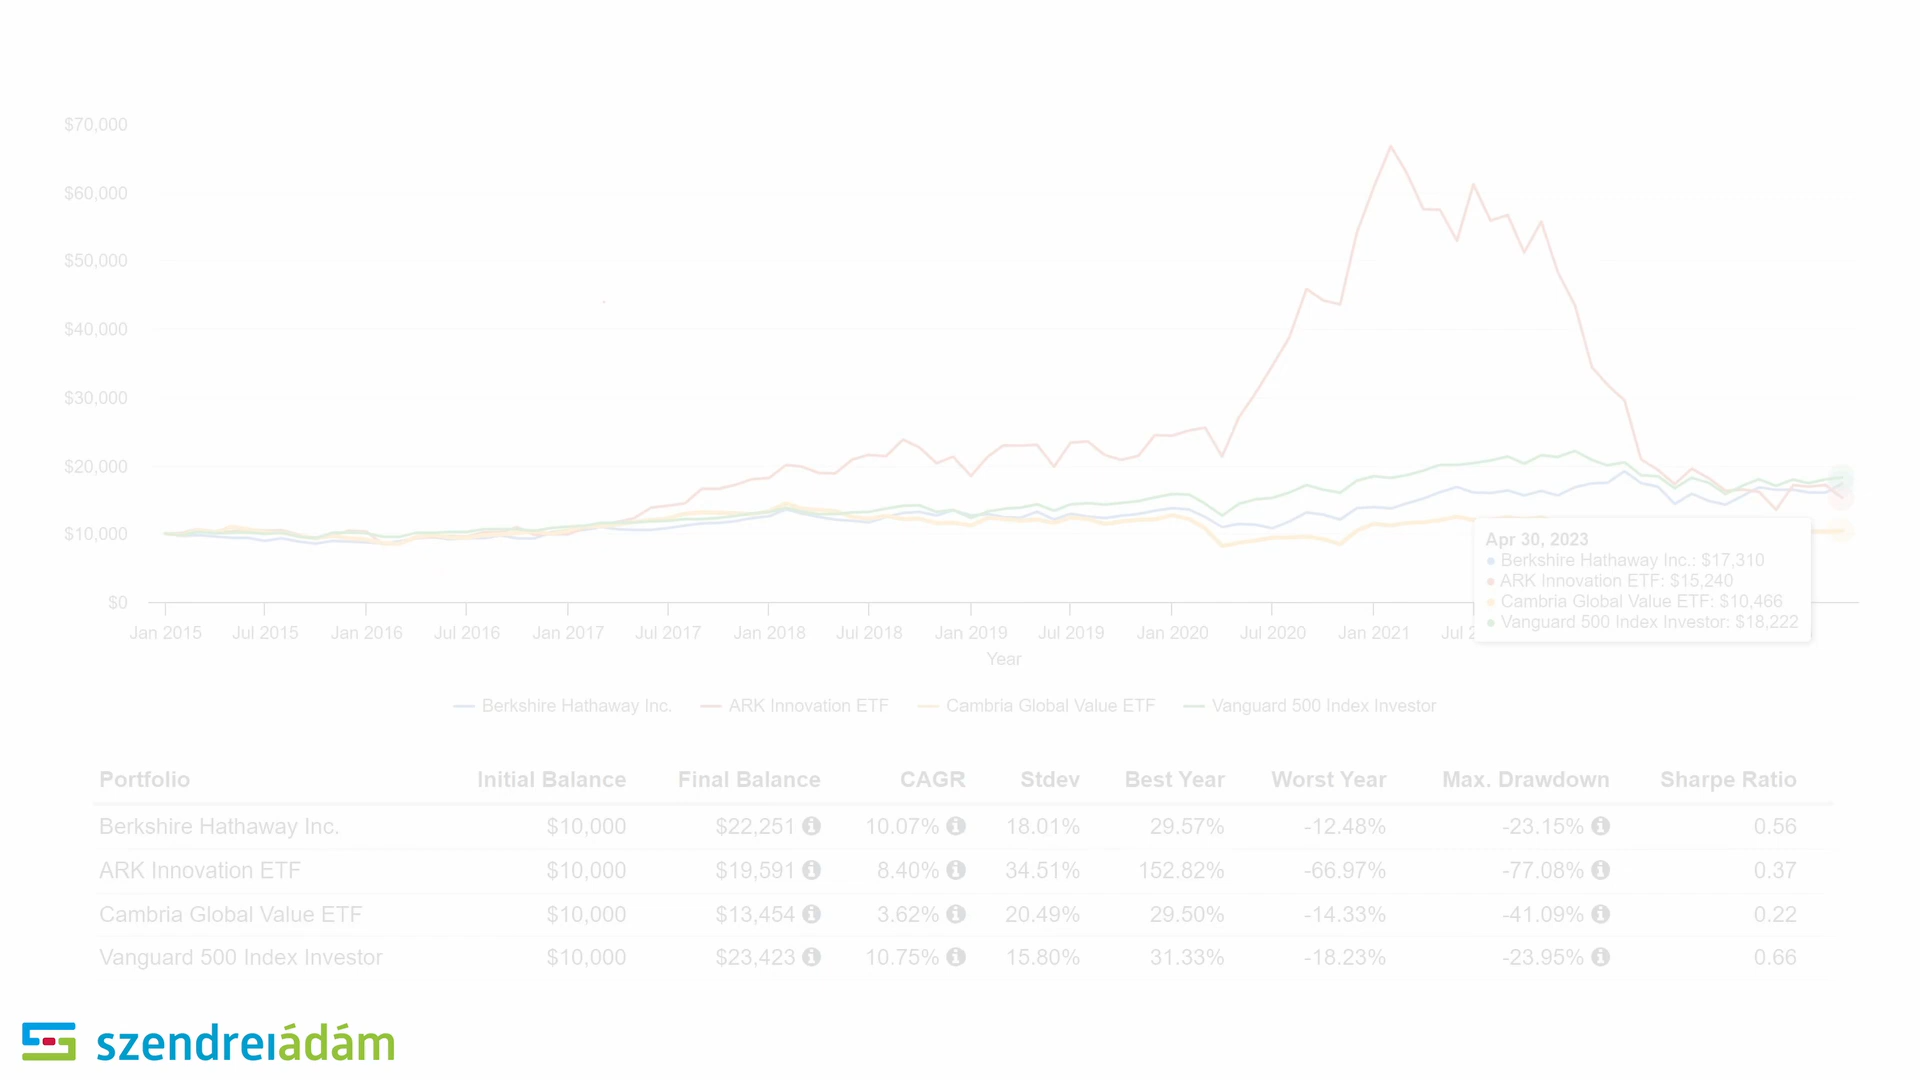 $70,000
$60,000
$50,000
$40,000
$30,000
$20,000
$10,000
$0
Jan 2015 Jul 2015 Jan 2016 Jul 2016 Jan 2017 Jul 2017 Jan 2018 Jul 2018 Jan 2019 Jul 2019 Jan 2020 Jul 2020 Jan 2021 Jul 2
Year
Apr 30, 2023
Berkshire Hathaway Inc.: $17,310
ARK Innovation ETF: $15,240
Cambria Global Value ETF: $10,466
Vanguard 500 Index Investor: $18,222
Berkshire Hathaway Inc. ARK Innovation ETF Cambria Global Value ETF Vanguard 500 Index Investor
Portfolio Initial Balance Final Balance CAGR Stdev Best Year Worst Year Max. Drawdown Sharpe Ratio
Berkshire Hathaway Inc. $10,000 $22,251 10.07% 18.01% 29.57% -12.48% -23.15% 0.56
ARK Innovation ETF $10,000 $19,591 8.40% 34.51% 152.82% -66.97% -77.08% 0.37
Cambria Global Value ETF $10,000 $13,454 3.62% 20.49% 29.50% -14.33% -41.09% 0.22
Vanguard 500 Index Investor $10,000 $23,423 10.75% 15.80% 31.33% -18.23% -23.95% 0.66
szendreiádám